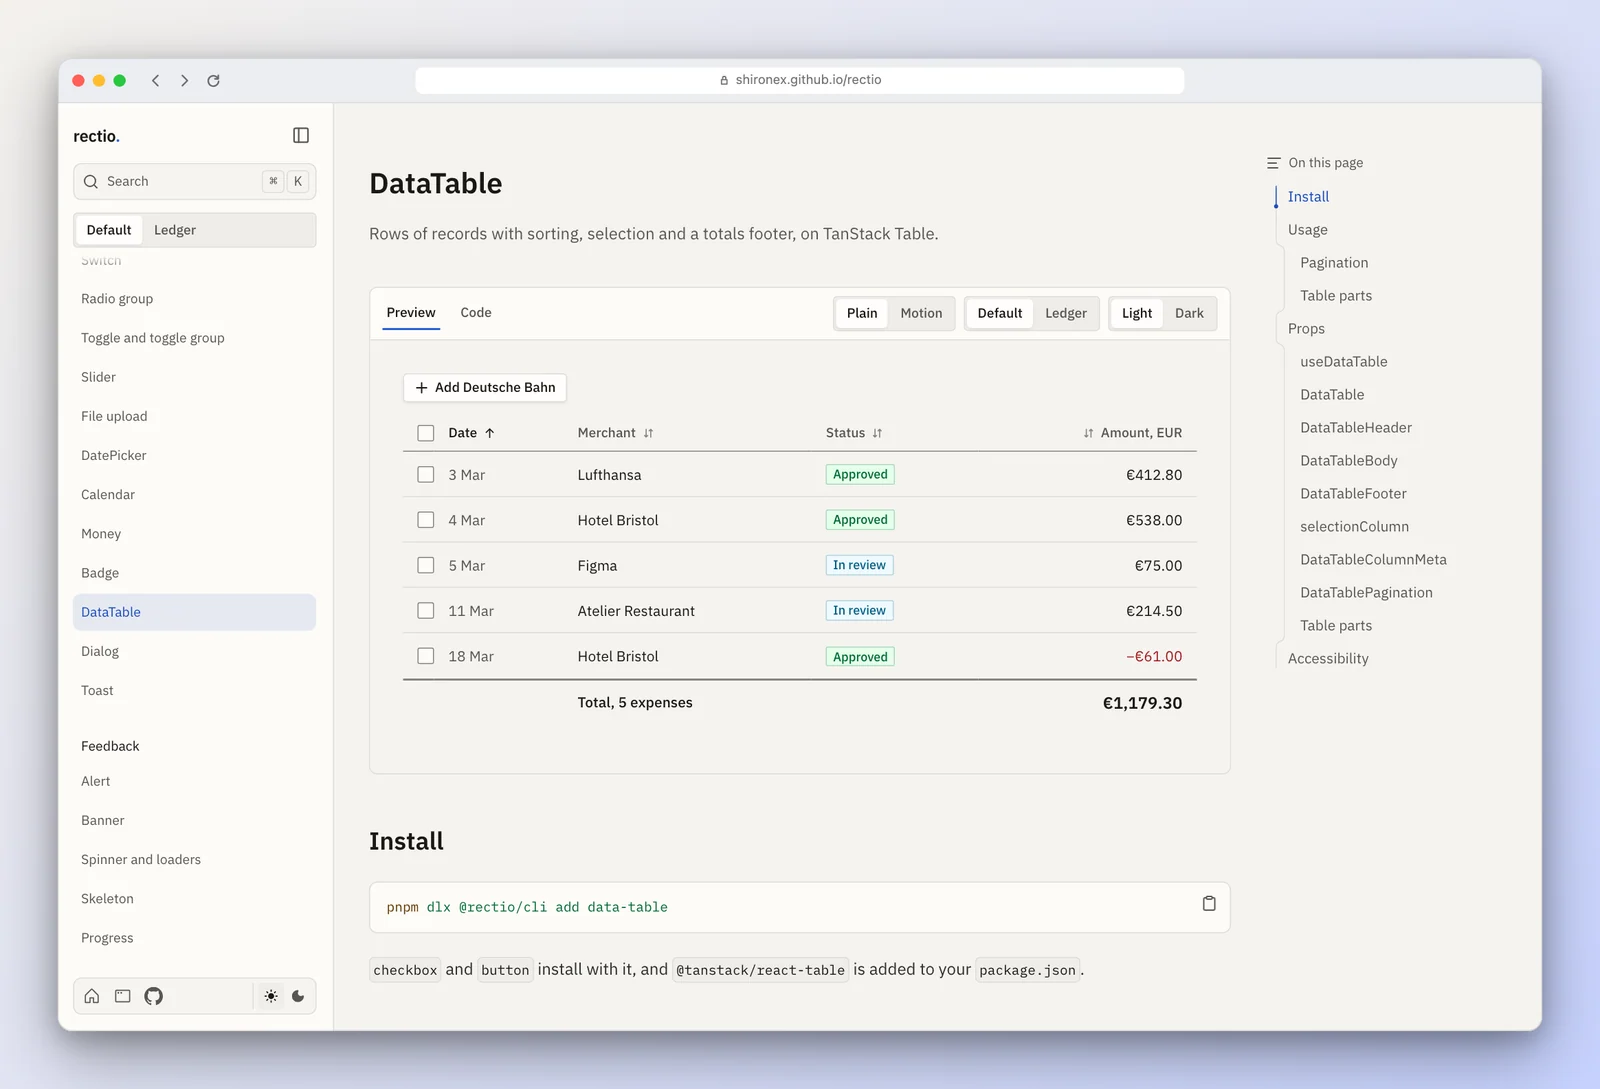 shironex.github.io/rectio
rectio.
Search ⌘ K
Default Ledger
Switch
Radio group
Toggle and toggle group
Slider
File upload
DatePicker
Calendar
Money
Badge
DataTable
Dialog
Toast
Feedback
Alert
Banner
Spinner and loaders
Skeleton
Progress
DataTable
Rows of records with sorting, selection and a totals footer, on TanStack Table.
Preview Code Plain Motion Default Ledger Light Dark
+ Add Deutsche Bahn
Date ↑ Merchant ↓↑ Status ↓↑ ↓↑ Amount, EUR
3 Mar Lufthansa Approved €412.80
4 Mar Hotel Bristol Approved €538.00
5 Mar Figma In review €75.00
11 Mar Atelier Restaurant In review €214.50
18 Mar Hotel Bristol Approved −€61.00
Total, 5 expenses €1,179.30
Install
pnpm dlx @rectio/cli add data-table
checkbox and button install with it, and @tanstack/react-table is added to your package.json.
On this page
Install
Usage
Pagination
Table parts
Props
useDataTable
DataTable
DataTableHeader
DataTableBody
DataTableFooter
selectionColumn
DataTableColumnMeta
DataTablePagination
Table parts
Accessibility